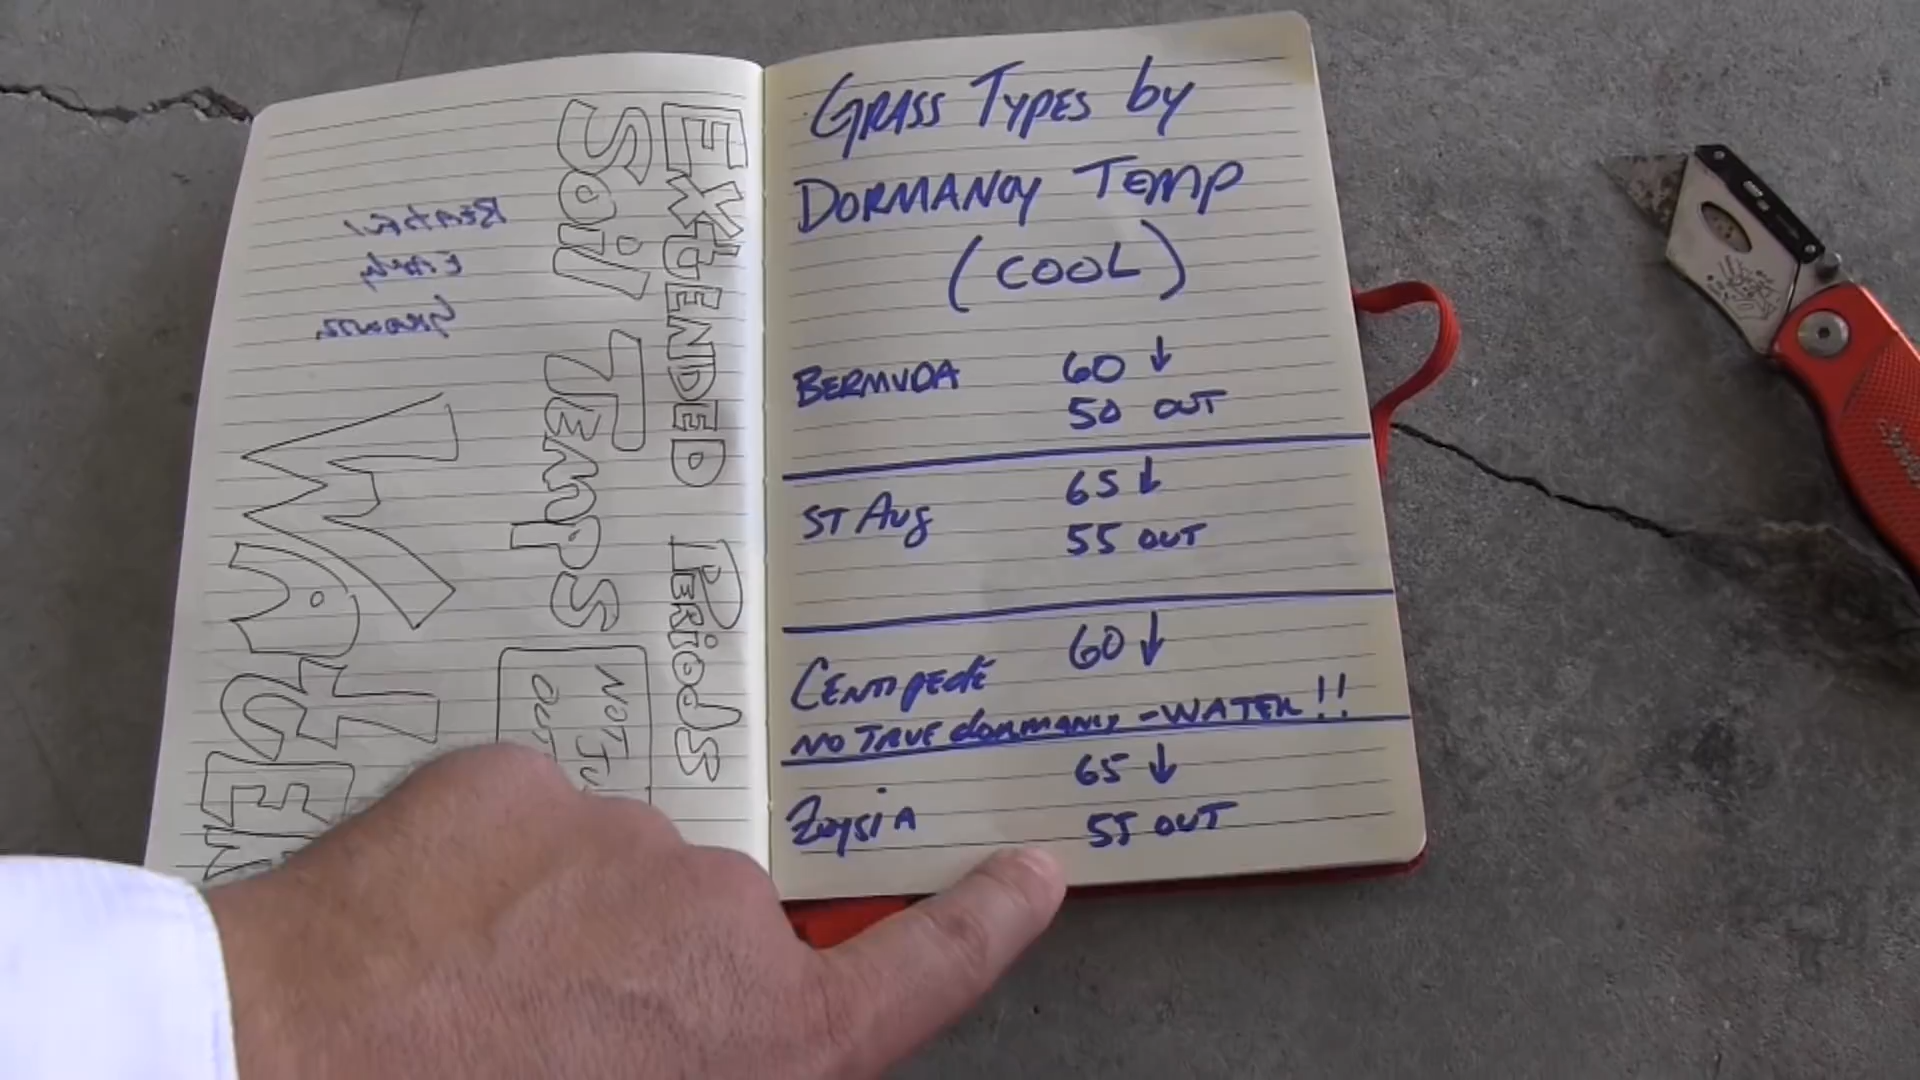 Extended Periods
Soil Temps
NOT
Water
Grass Types by
Dormancy Temp
(COOL)
BERMUDA 60 ↓
50 OUT
ST Aug 65 ↓
55 OUT
60 ↓
Centipede
NO TRUE dormancy - WATER!!
65 ↓
Zoysia 55 OUT